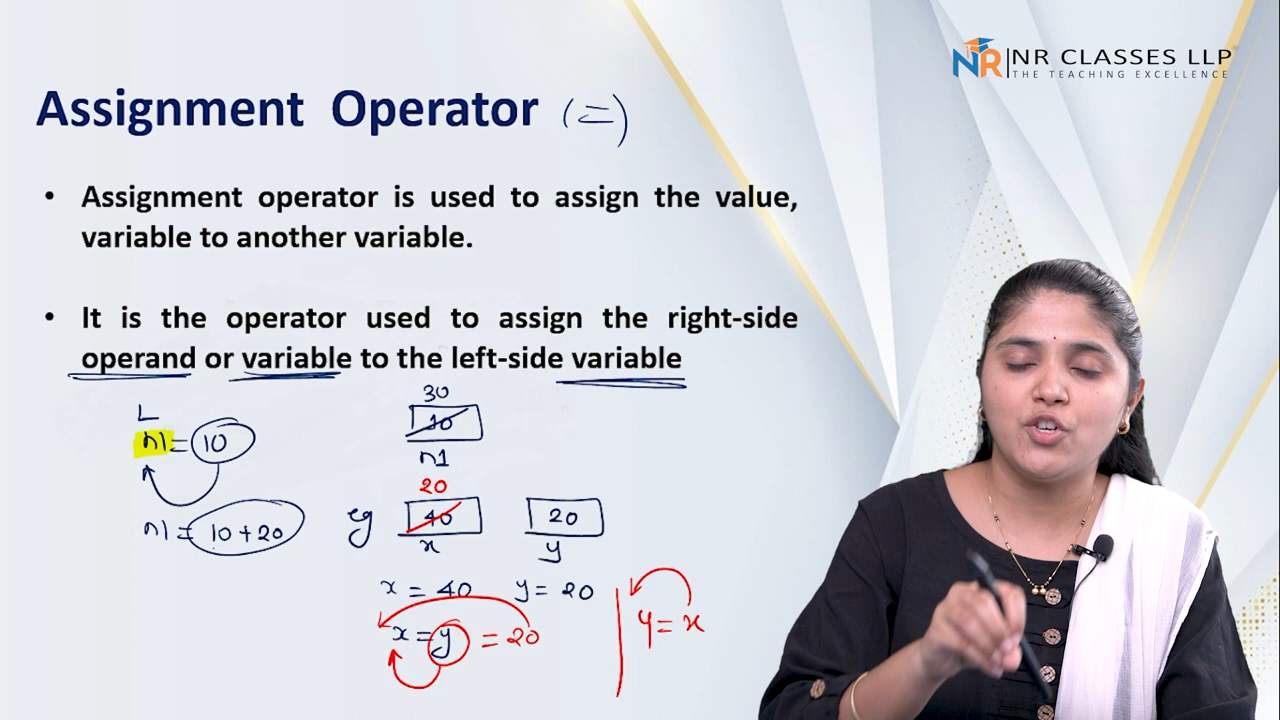 NR | NR CLASSES LLP
THE TEACHING EXCELLENCE
Assignment Operator (=)
• Assignment operator is used to assign the value,
variable to another variable.
• It is the operator used to assign the right-side
operand or variable to the left-side variable
L
n1 = 10
n1 = 10+20
30
10
n1
eg
20
40
x
20
y
x = 40 y = 20
x = y = 20
y = x